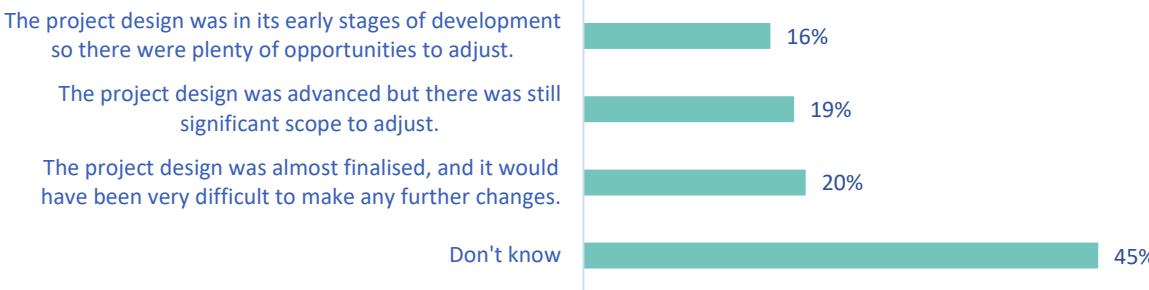 The project design was in its early stages of development
so there were plenty of opportunities to adjust.
16%
The project design was advanced but there was still
significant scope to adjust.
19%
The project design was almost finalised, and it would
have been very difficult to make any further changes.
20%
Don't know
45%